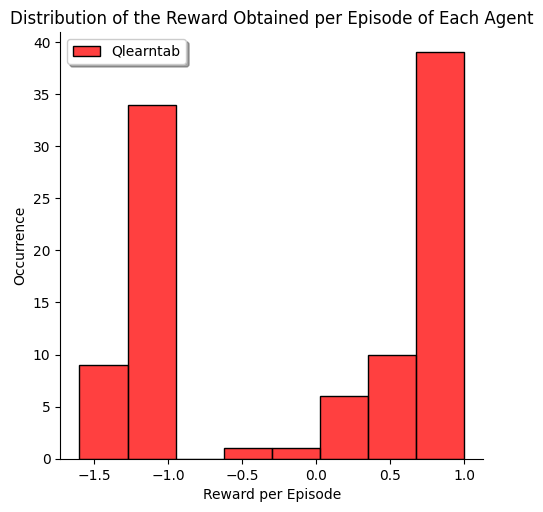 Distribution of the Reward Obtained per Episode of Each Agent
Qlearntab
40
35
30
25
20
15
10
5
0
Occurrence
−1.5 −1.0 −0.5 0.0 0.5 1.0
Reward per Episode